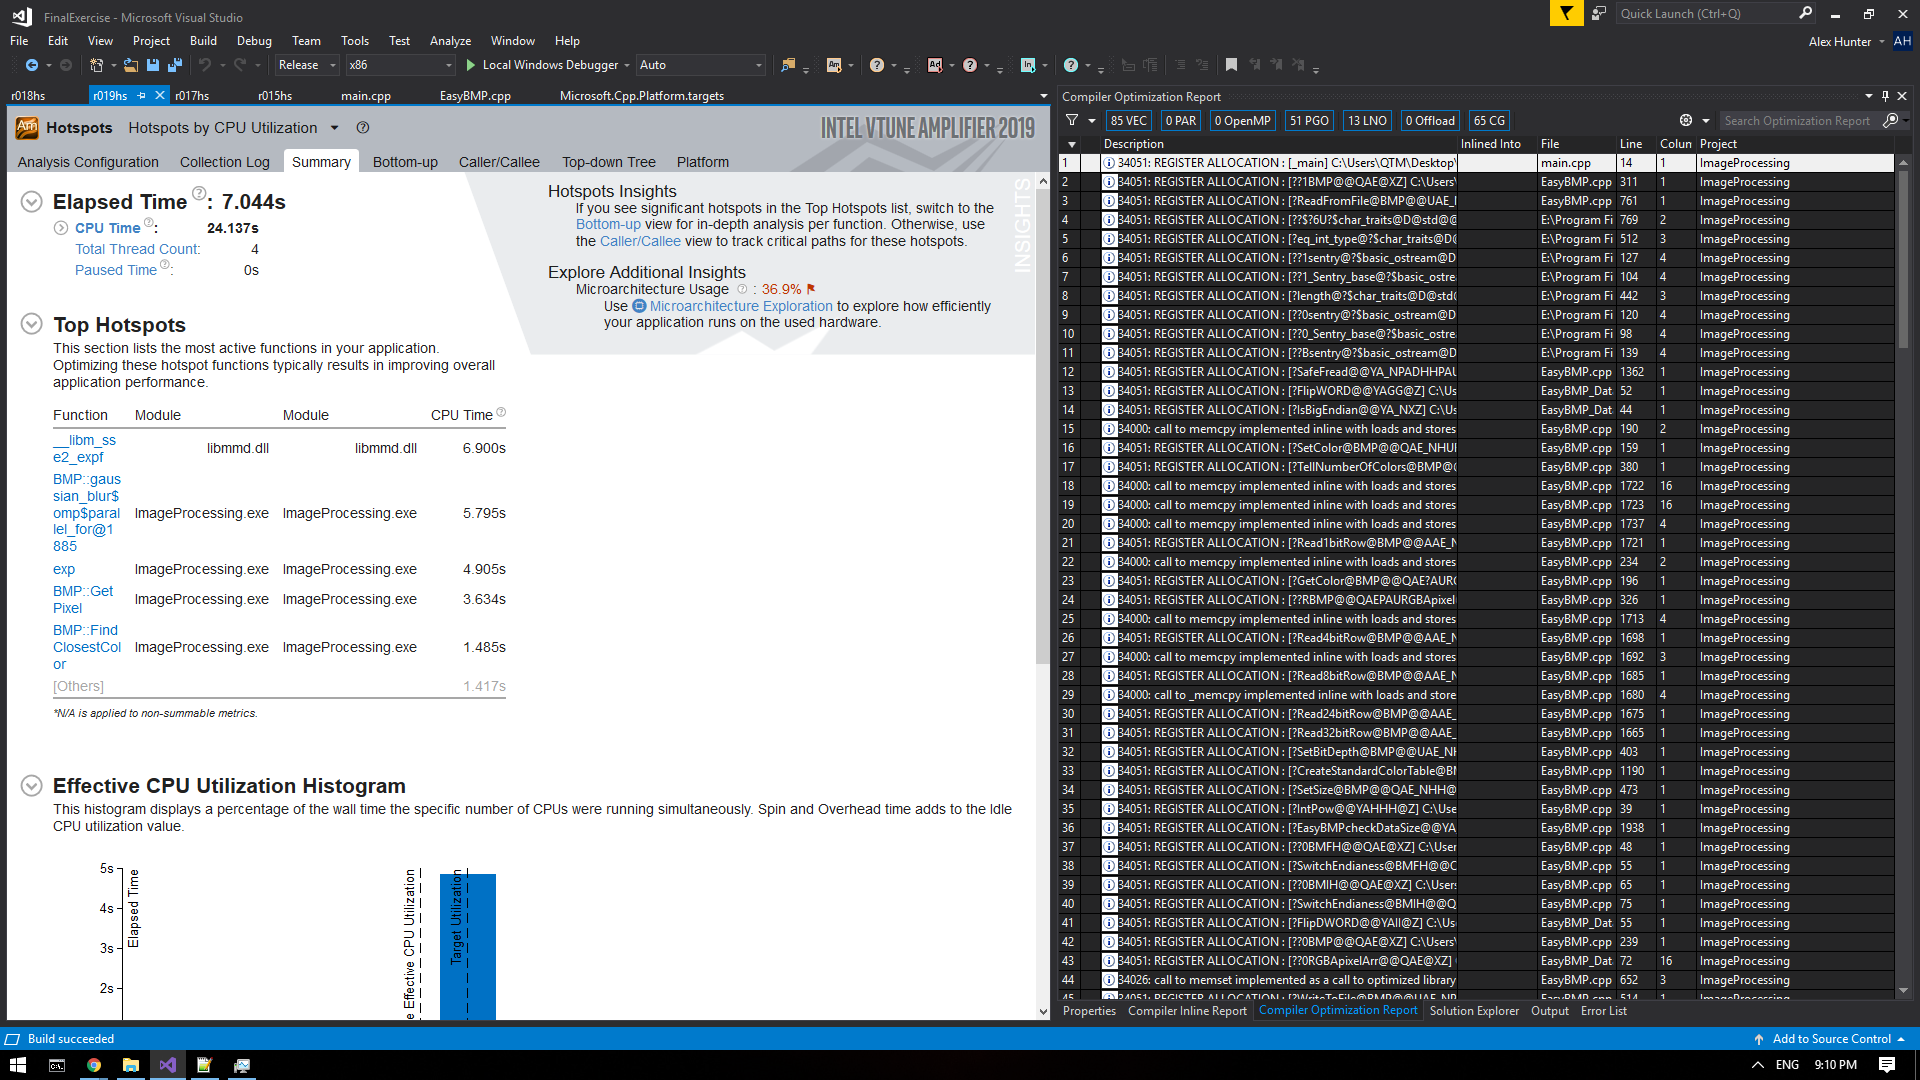 FinalExercise - Microsoft Visual Studio
Quick Launch (Ctrl+Q)
File Edit View Project Build Debug Team Tools Test Analyze Window Help
Alex Hunter AH
Release x86 Local Windows Debugger Auto
r018hs r019hs r017hs r015hs main.cpp EasyBMP.cpp Microsoft.Cpp.Platform.targets
Hotspots Hotspots by CPU Utilization
INTEL VTUNE AMPLIFIER 2019
Analysis Configuration Collection Log Summary Bottom-up Caller/Callee Top-down Tree Platform
Elapsed Time : 7.044s
CPU Time : 24.137s
Total Thread Count: 4
Paused Time : 0s
Hotspots Insights
If you see significant hotspots in the Top Hotspots list, switch to the
Bottom-up view for in-depth analysis per function. Otherwise, use
the Caller/Callee view to track critical paths for these hotspots.
Explore Additional Insights
Microarchitecture Usage : 36.9%
Use Microarchitecture Exploration to explore how efficiently
your application runs on the used hardware.
INSIGHTS
Top Hotspots
This section lists the most active functions in your application.
Optimizing these hotspot functions typically results in improving overall
application performance.
Function Module Module CPU Time
__libm_ss
e2_expf libmmd.dll libmmd.dll 6.900s
BMP::gaus
sian_blur$
omp$paral
lel_for@1
885 ImageProcessing.exe ImageProcessing.exe 5.795s
exp ImageProcessing.exe ImageProcessing.exe 4.905s
BMP::Get
Pixel ImageProcessing.exe ImageProcessing.exe 3.634s
BMP::Find
ClosestCol
or ImageProcessing.exe ImageProcessing.exe 1.485s
[Others] 1.417s
*N/A is applied to non-summable metrics.
Effective CPU Utilization Histogram
This histogram displays a percentage of the wall time the specific number of CPUs were running simultaneously. Spin and Overhead time adds to the Idle
CPU utilization value.
5s
4s
3s
2s
Elapsed Time
e Effective CPU Utilization
Target Utilization
Compiler Optimization Report
85 VEC 0 PAR 0 OpenMP 51 PGO 13 LNO 0 Offload 65 CG
Search Optimization Report
Description Inlined Into File Line Colun Project
1 34051: REGISTER ALLOCATION : [_main] C:\Users\QTM\Desktop\ main.cpp 14 1 ImageProcessing
2 34051: REGISTER ALLOCATION : [??1BMP@@QAE@XZ] C:\Users\ EasyBMP.cpp 311 1 ImageProcessing
3 34051: REGISTER ALLOCATION : [?ReadFromFile@BMP@@UAE_N EasyBMP.cpp 761 1 ImageProcessing
4 34051: REGISTER ALLOCATION : [??$?6U?$char_traits@D@std@@ E:\Program Fi 769 2 ImageProcessing
5 34051: REGISTER ALLOCATION : [?eq_int_type@?$char_traits@D@ E:\Program Fi 512 3 ImageProcessing
6 34051: REGISTER ALLOCATION : [??1sentry@?$basic_ostream@D E:\Program Fi 127 4 ImageProcessing
7 34051: REGISTER ALLOCATION : [??1_Sentry_base@?$basic_ostre E:\Program Fi 104 4 ImageProcessing
8 34051: REGISTER ALLOCATION : [?length@?$char_traits@D@std@ E:\Program Fi 442 3 ImageProcessing
9 34051: REGISTER ALLOCATION : [??0sentry@?$basic_ostream@D E:\Program Fi 120 4 ImageProcessing
10 34051: REGISTER ALLOCATION : [??0_Sentry_base@?$basic_ostre E:\Program Fi 98 4 ImageProcessing
11 34051: REGISTER ALLOCATION : [??Bsentry@?$basic_ostream@D E:\Program Fi 139 4 ImageProcessing
12 34051: REGISTER ALLOCATION : [?SafeFread@@YA_NPADHHPAU EasyBMP.cpp 1362 1 ImageProcessing
13 34051: REGISTER ALLOCATION : [?FlipWORD@@YAGG@Z] C:\Us EasyBMP_Dat 52 1 ImageProcessing
14 34051: REGISTER ALLOCATION : [?IsBigEndian@@YA_NXZ] C:\Us EasyBMP_Dat 44 1 ImageProcessing
15 34000: call to memcpy implemented inline with loads and stores EasyBMP.cpp 190 2 ImageProcessing
16 34051: REGISTER ALLOCATION : [?SetColor@BMP@@QAE_NHUR EasyBMP.cpp 159 1 ImageProcessing
17 34051: REGISTER ALLOCATION : [?TellNumberOfColors@BMP@@ EasyBMP.cpp 380 1 ImageProcessing
18 34000: call to memcpy implemented inline with loads and stores EasyBMP.cpp 1722 16 ImageProcessing
19 34000: call to memcpy implemented inline with loads and stores EasyBMP.cpp 1723 16 ImageProcessing
20 34000: call to memcpy implemented inline with loads and stores EasyBMP.cpp 1737 4 ImageProcessing
21 34051: REGISTER ALLOCATION : [?Read1bitRow@BMP@@AAE_N EasyBMP.cpp 1721 1 ImageProcessing
22 34000: call to memcpy implemented inline with loads and stores EasyBMP.cpp 234 2 ImageProcessing
23 34051: REGISTER ALLOCATION : [?GetColor@BMP@@QAE?AURG EasyBMP.cpp 196 1 ImageProcessing
24 34051: REGISTER ALLOCATION : [??RBMP@@QAEPAURGBApixel EasyBMP.cpp 326 1 ImageProcessing
25 34000: call to memcpy implemented inline with loads and stores EasyBMP.cpp 1713 4 ImageProcessing
26 34051: REGISTER ALLOCATION : [?Read4bitRow@BMP@@AAE_N EasyBMP.cpp 1698 1 ImageProcessing
27 34000: call to memcpy implemented inline with loads and stores EasyBMP.cpp 1692 3 ImageProcessing
28 34051: REGISTER ALLOCATION : [?Read8bitRow@BMP@@AAE_N EasyBMP.cpp 1685 1 ImageProcessing
29 34000: call to _memcpy implemented inline with loads and store EasyBMP.cpp 1680 4 ImageProcessing
30 34051: REGISTER ALLOCATION : [?Read24bitRow@BMP@@AAE_ EasyBMP.cpp 1675 1 ImageProcessing
31 34051: REGISTER ALLOCATION : [?Read32bitRow@BMP@@AAE_ EasyBMP.cpp 1665 1 ImageProcessing
32 34051: REGISTER ALLOCATION : [?SetBitDepth@BMP@@UAE_NH EasyBMP.cpp 403 1 ImageProcessing
33 34051: REGISTER ALLOCATION : [?CreateStandardColorTable@BM EasyBMP.cpp 1190 1 ImageProcessing
34 34051: REGISTER ALLOCATION : [?SetSize@BMP@@QAE_NHH@ EasyBMP.cpp 473 1 ImageProcessing
35 34051: REGISTER ALLOCATION : [?IntPow@@YAHHH@Z] C:\Use EasyBMP.cpp 39 1 ImageProcessing
36 34051: REGISTER ALLOCATION : [?EasyBMPcheckDataSize@@YA EasyBMP.cpp 1938 1 ImageProcessing
37 34051: REGISTER ALLOCATION : [??0BMFH@@QAE@XZ] C:\User EasyBMP.cpp 48 1 ImageProcessing
38 34051: REGISTER ALLOCATION : [?SwitchEndianess@BMFH@@Q EasyBMP.cpp 55 1 ImageProcessing
39 34051: REGISTER ALLOCATION : [??0BMIH@@QAE@XZ] C:\Users EasyBMP.cpp 65 1 ImageProcessing
40 34051: REGISTER ALLOCATION : [?SwitchEndianess@BMIH@@Q EasyBMP.cpp 75 1 ImageProcessing
41 34051: REGISTER ALLOCATION : [?FlipDWORD@@YAII@Z] C:\Us EasyBMP_Dat 55 1 ImageProcessing
42 34051: REGISTER ALLOCATION : [??0BMP@@QAE@XZ] C:\Users\ EasyBMP.cpp 239 1 ImageProcessing
43 34051: REGISTER ALLOCATION : [??0RGBApixelArr@@QAE@XZ] EasyBMP_Dat 72 16 ImageProcessing
44 34026: call to memset implemented as a call to optimized library EasyBMP.cpp 652 3 ImageProcessing
45 34051: REGISTER ALLOCATION : [?WriteToFile@BMP@@UAE_NP EasyBMP.cpp 514 1 ImageProcessing
Properties Compiler Inline Report Compiler Optimization Report Solution Explorer Output Error List
Build succeeded
Add to Source Control
ENG 9:10 PM